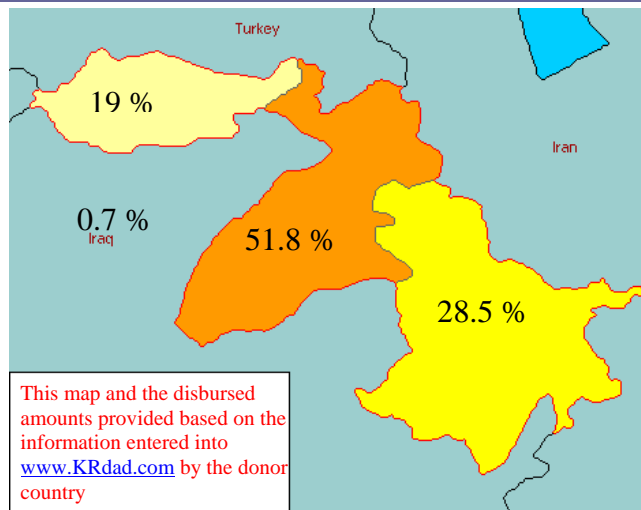 Turkey
19 %
Iran
0.7 %
Iraq
51.8 %
28.5 %
This map and the disbursed
amounts provided based on the
information entered into
www.KRdad.com by the donor
country